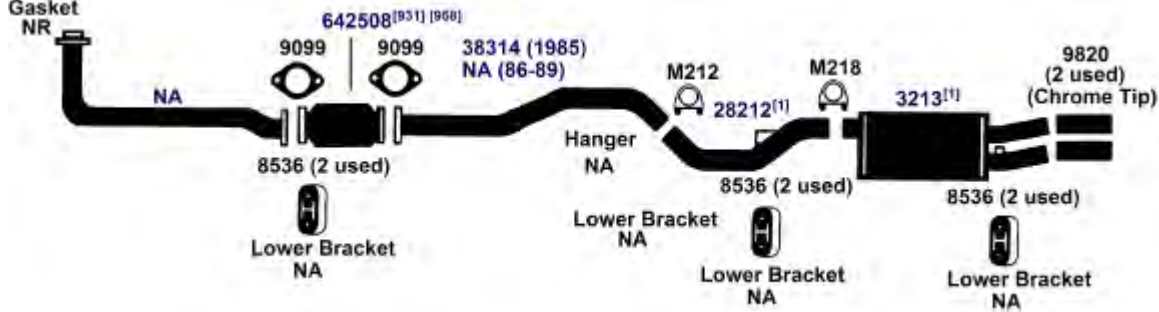 Gasket
NR
642508[931] [968]
9099
9099
38314 (1985)
NA (86-89)
NA
M212
M218
28212[1]
3213[1]
9820
(2 used)
(Chrome Tip)
Hanger
NA
8536 (2 used)
Lower Bracket
NA
Lower Bracket
NA
8536 (2 used)
Lower Bracket
NA
8536 (2 used)
Lower Bracket
NA